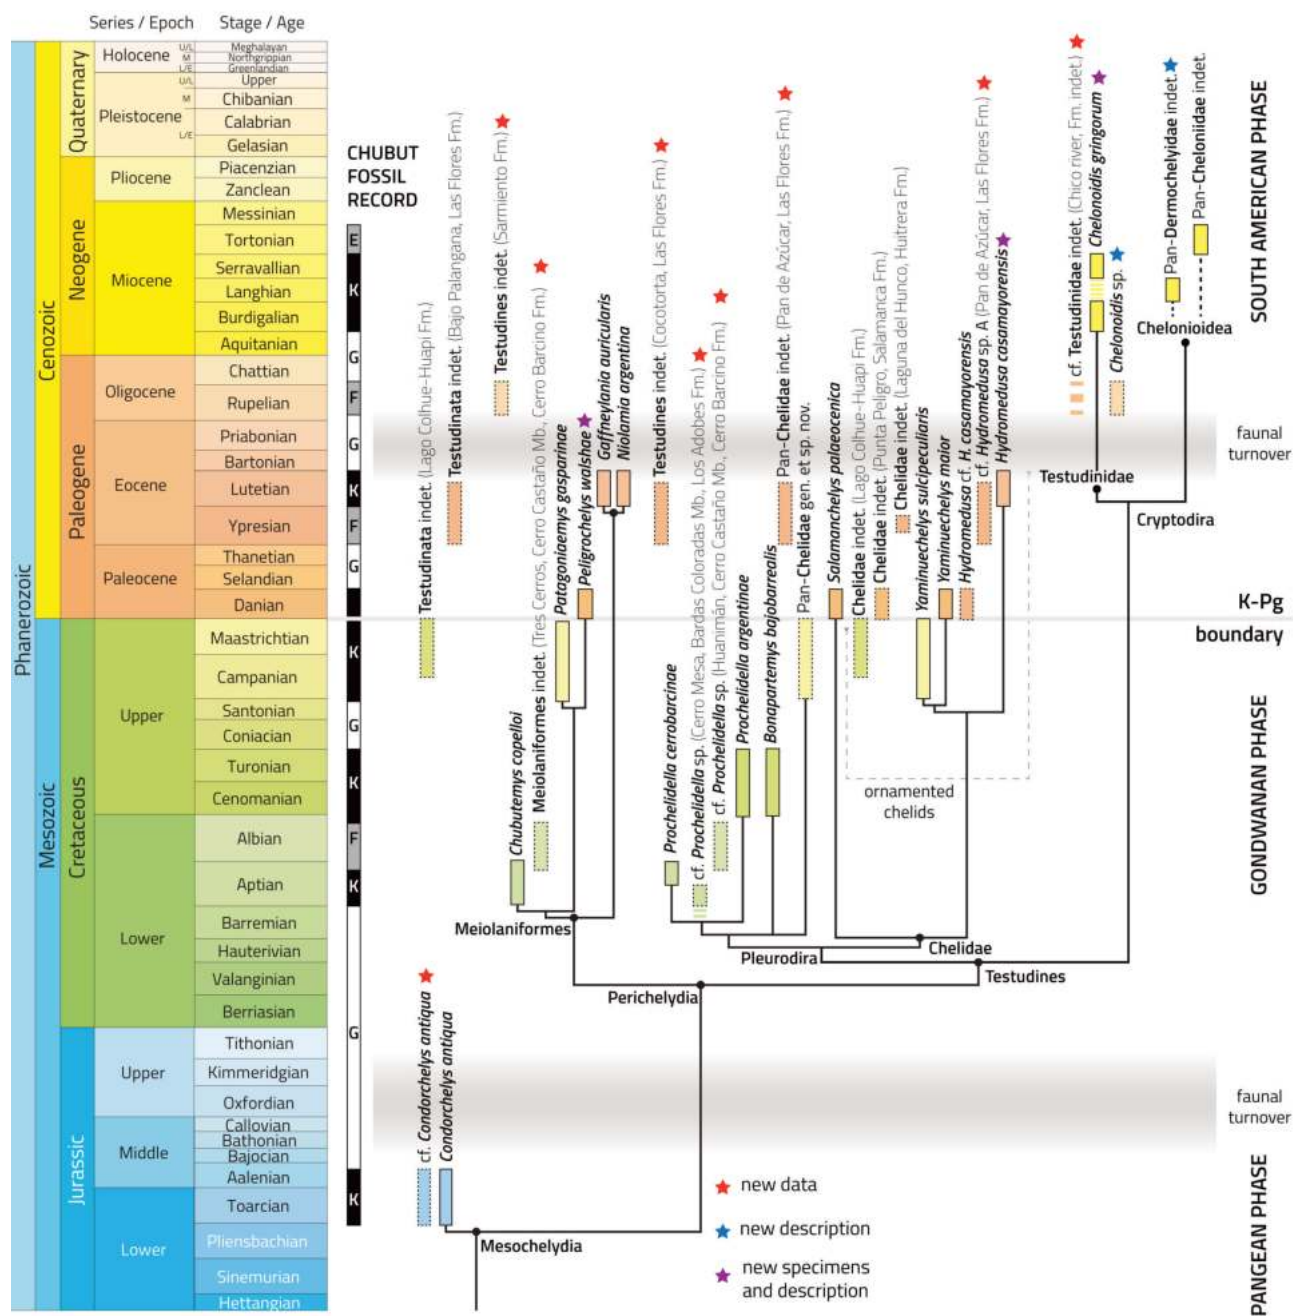 Series / Epoch
Stage / Age
Phanerozoic
Cenozoic
Mesozoic
Quaternary
Neogene
Paleogene
Cretaceous
Jurassic
Holocene
U/L
M
L/E
Pleistocene
U/L
M
L/E
Pliocene
Miocene
Oligocene
Eocene
Paleocene
Upper
Lower
Upper
Middle
Lower
Meghalayan
Northgrippian
Greenlandian
Upper
Chibanian
Calabrian
Gelasian
Piacenzian
Zanclean
Messinian
Tortonian
Serravallian
Langhian
Burdigalian
Aquitanian
Chattian
Rupelian
Priabonian
Bartonian
Lutetian
Ypresian
Thanetian
Selandian
Danian
Maastrichtian
Campanian
Santonian
Coniacian
Turonian
Cenomanian
Albian
Aptian
Barremian
Hauterivian
Valanginian
Berriasian
Tithonian
Kimmeridgian
Oxfordian
Callovian
Bathonian
Bajocian
Aalenian
Toarcian
Pliensbachian
Sinemurian
Hettangian
CHUBUT
FOSSIL
RECORD
E
K
G
F
G
K
F
G
K
G
K
F
K
G
K
Testudinata indet. (Lago Colhue-Huapi Fm.)
Testudinata indet. (Bajo Palangana, Las Flores Fm.)
Testudines indet. (Sarmiento Fm.)
Chubutemys copelloi
Meiolaniformes indet. (Tres Cerros, Cerro Castaño Mb., Cerro Barcino Fm.)
Patagoniaemys gasparinae
Peligrochelys walshae
Gaffneylania auricularis
Niolamia argentina
Testudines indet. (Cocotorta, Las Flores Fm.)
Prochelidella cerrobarcinae
cf. Prochelidella sp. (Cerro Mesa, Bardas Coloradas Mb., Los Adobes Fm.)
cf. Prochelidella sp. (Huanimán, Cerro Castaño Mb., Cerro Barcino Fm.)
Prochelidella argentinae
Bonapartemys bajobarrealis
Pan-Chelidae indet. (Pan de Azúcar, Las Flores Fm.)
Pan-Chelidae gen. et sp. nov.
Salamanchelys palaeocenica
Chelidae indet. (Lago Colhue-Huapi Fm.)
Chelidae indet. (Punta Peligro, Salamanca Fm.)
Chelidae indet. (Laguna del Hunco, Huitrera Fm.)
Yaminuechelys sulcipeculiaris
Yaminuechelys maior
Hydromedusa cf. H. casamayorensis
cf. Hydromedusa sp. A (Pan de Azúcar, Las Flores Fm.)
Hydromedusa casamayorensis
cf. Testudinidae indet. (Chico river, Fm. indet.)
Chelonoidis gringorum
Chelonoidis sp.
Pan-Dermochelyidae indet.
Pan-Cheloniidae indet.
Chelonioidea
Testudinidae
Cryptodira
ornamented
chelids
Meiolaniformes
Pleurodira
Chelidae
Testudines
Perichelydia
cf. Condorchelys antiqua
Condorchelys antiqua
Mesochelydia
new data
new description
new specimens
and description
SOUTH AMERICAN PHASE
faunal
turnover
K-Pg
boundary
GONDWANAN PHASE
faunal
turnover
PANGEAN PHASE